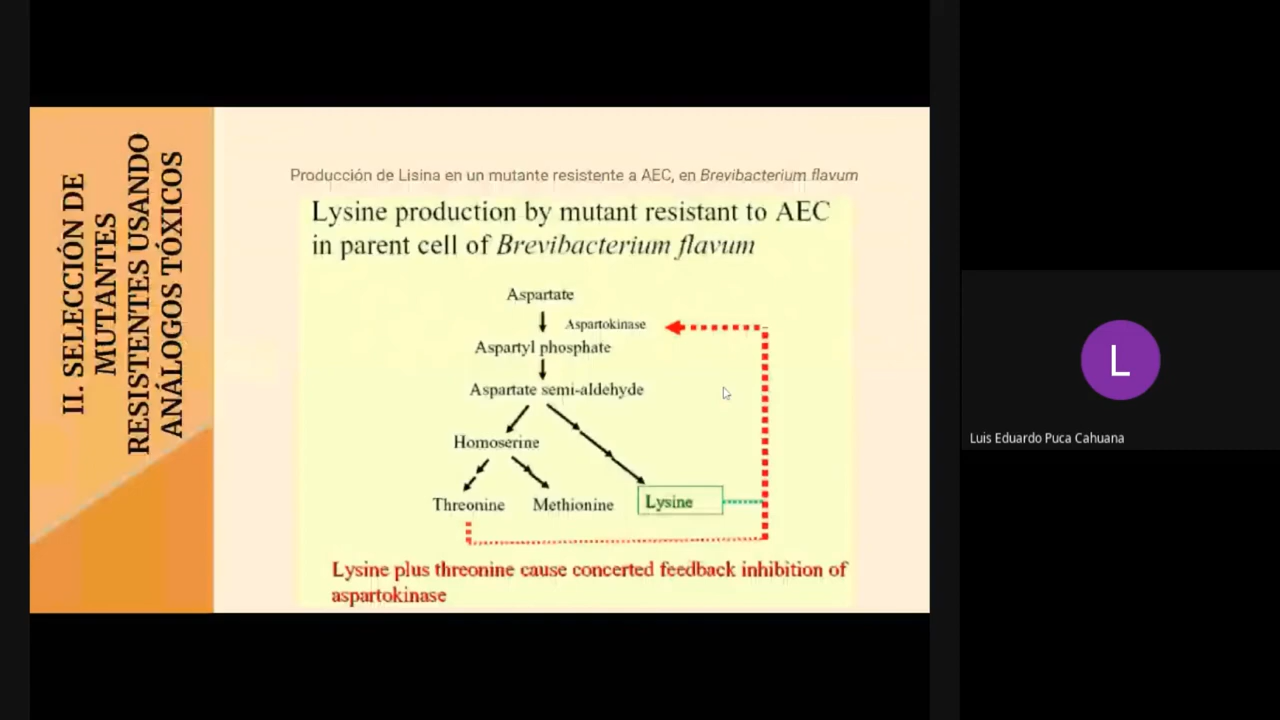 II. SELECCIÓN DE
MUTANTES
RESISTENTES USANDO
ANÁLOGOS TÓXICOS
Producción de Lisina en un mutante resistente a AEC, en Brevibacterium flavum
Lysine production by mutant resistant to AEC
in parent cell of Brevibacterium flavum
Aspartate
Aspartokinase
Aspartyl phosphate
Aspartate semi-aldehyde
Homoserine
Threonine
Methionine
Lysine
Lysine plus threonine cause concerted feedback inhibition of
aspartokinase
L
Luis Eduardo Puca Cahuana